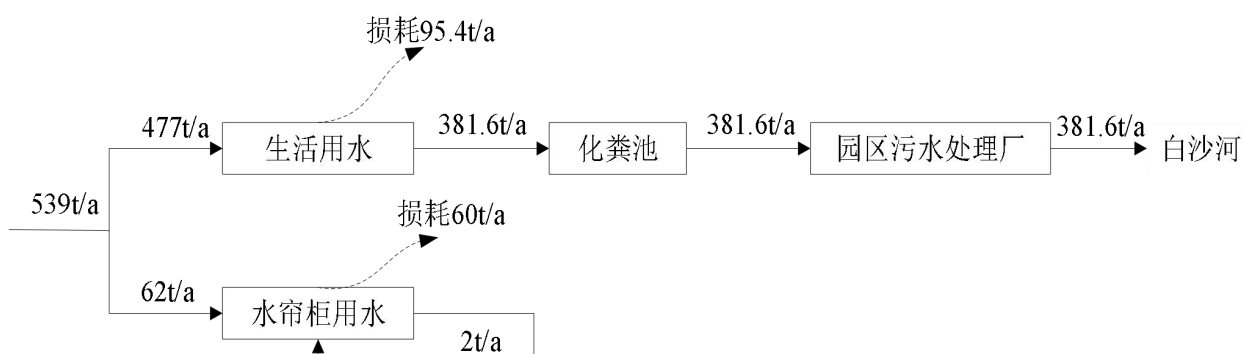 损耗95.4t/a
477t/a
生活用水
381.6t/a
化粪池
381.6t/a
园区污水处理厂
381.6t/a
白沙河
539t/a
损耗60t/a
62t/a
水帘柜用水
2t/a